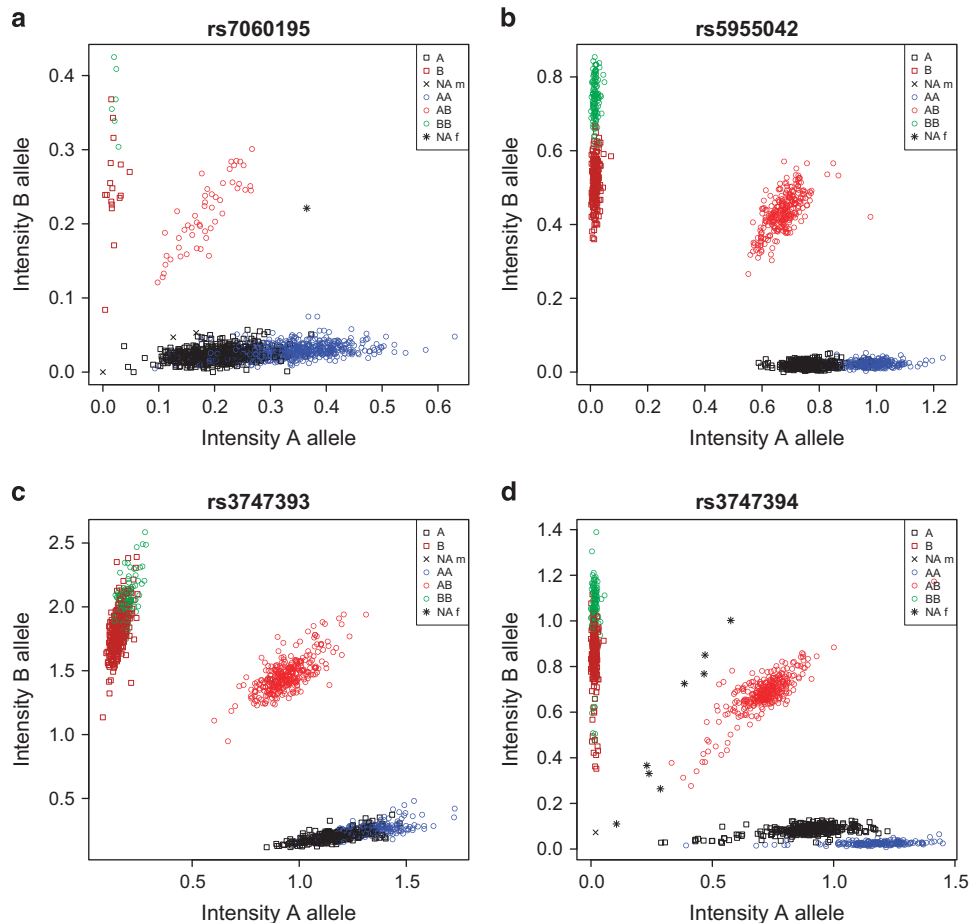 a
rs7060195
Intensity B allele
0.4
0.3
0.2
0.1
0.0
0.0 0.1 0.2 0.3 0.4 0.5 0.6
Intensity A allele
A
B
NA m
AA
AB
BB
NA f
b
rs5955042
Intensity B allele
0.8
0.6
0.4
0.2
0.0
0.0 0.2 0.4 0.6 0.8 1.0 1.2
Intensity A allele
A
B
NA m
AA
AB
BB
NA f
c
rs3747393
Intensity B allele
2.5
2.0
1.5
1.0
0.5
0.5 1.0 1.5
Intensity A allele
A
B
NA m
AA
AB
BB
NA f
d
rs3747394
Intensity B allele
1.4
1.2
1.0
0.8
0.6
0.4
0.2
0.0
0.0 0.5 1.0 1.5
Intensity A allele
A
B
NA m
AA
AB
BB
NA f